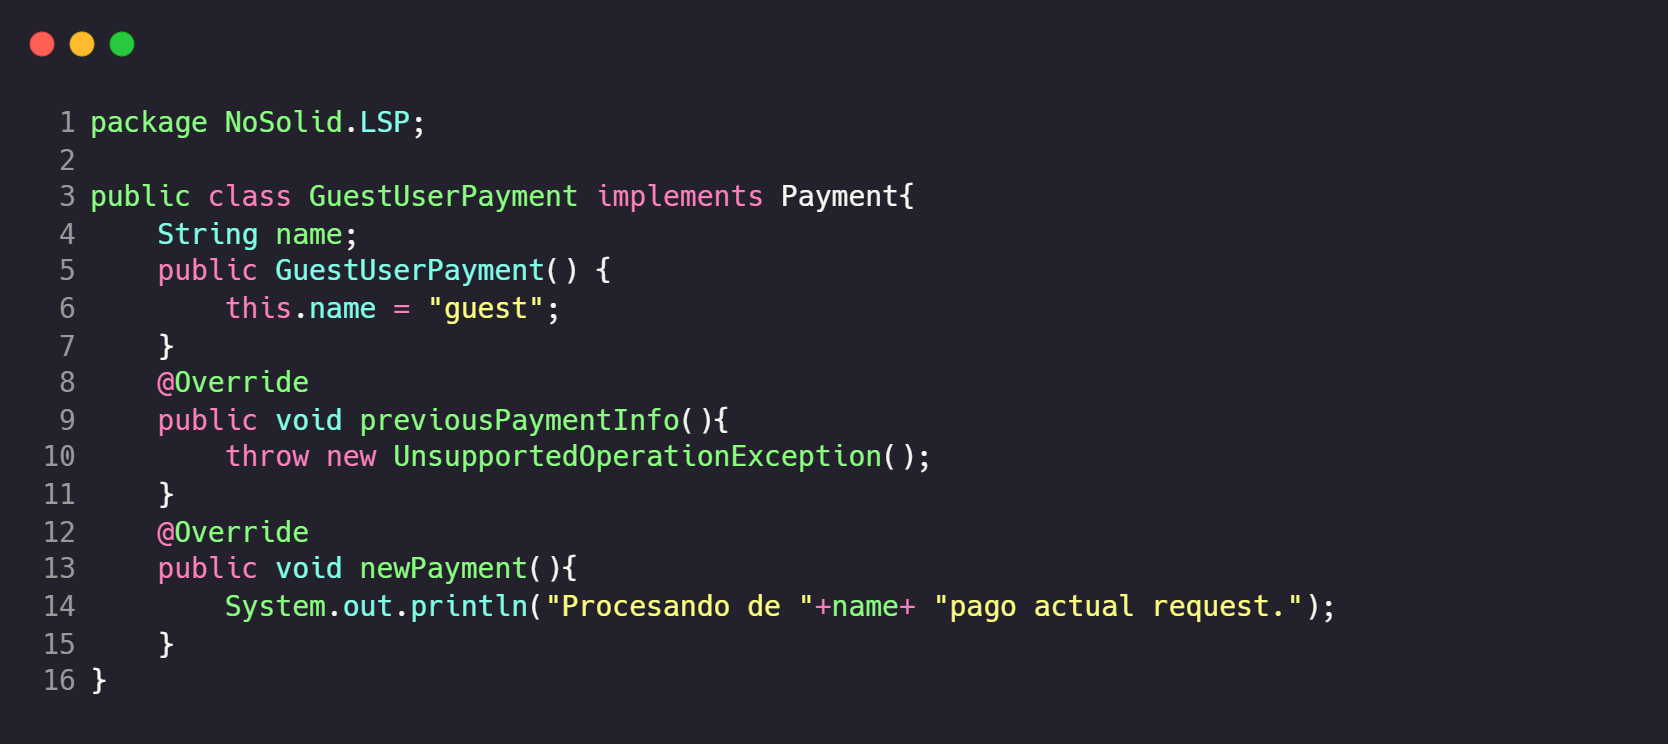 1 package NoSolid.LSP;
2
3 public class GuestUserPayment implements Payment{
4     String name;
5     public GuestUserPayment() {
6         this.name = "guest";
7     }
8     @Override
9     public void previousPaymentInfo(){
10         throw new UnsupportedOperationException();
11     }
12     @Override
13     public void newPayment(){
14         System.out.println("Procesando de "+name+ "pago actual request.");
15     }
16 }